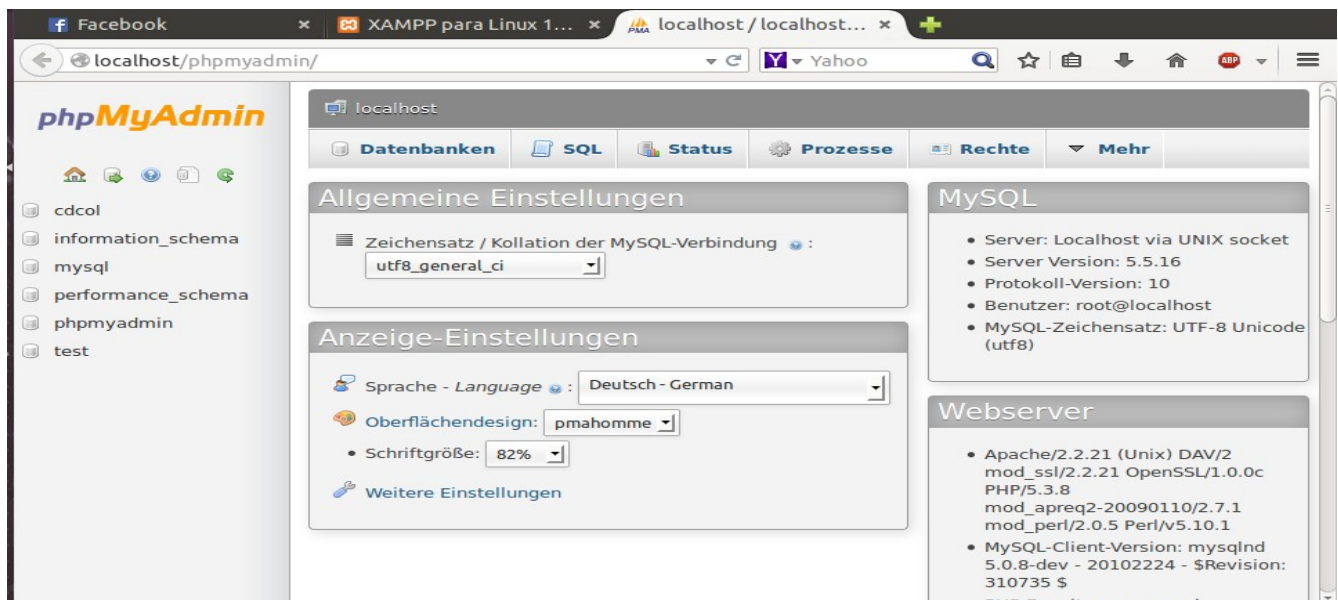 Facebook
XAMPP para Linux 1...
localhost / localhost...
localhost/phpmyadmin/
Yahoo
ABP
phpMyAdmin
cdcol
information_schema
mysql
performance_schema
phpmyadmin
test
localhost
Datenbanken SQL Status Prozesse Rechte Mehr
Allgemeine Einstellungen
Zeichensatz / Kollation der MySQL-Verbindung :
utf8_general_ci
Anzeige-Einstellungen
Sprache - Language : Deutsch - German
Oberflächendesign: pmahomme
Schriftgröße: 82%
Weitere Einstellungen
MySQL
Server: Localhost via UNIX socket
Server Version: 5.5.16
Protokoll-Version: 10
Benutzer: root@localhost
MySQL-Zeichensatz: UTF-8 Unicode
(utf8)
Webserver
Apache/2.2.21 (Unix) DAV/2
mod_ssl/2.2.21 OpenSSL/1.0.0c
PHP/5.3.8
mod_apreq2-20090110/2.7.1
mod_perl/2.0.5 Perl/v5.10.1
MySQL-Client-Version: mysqlnd
5.0.8-dev - 20102224 - $Revision:
310735 $